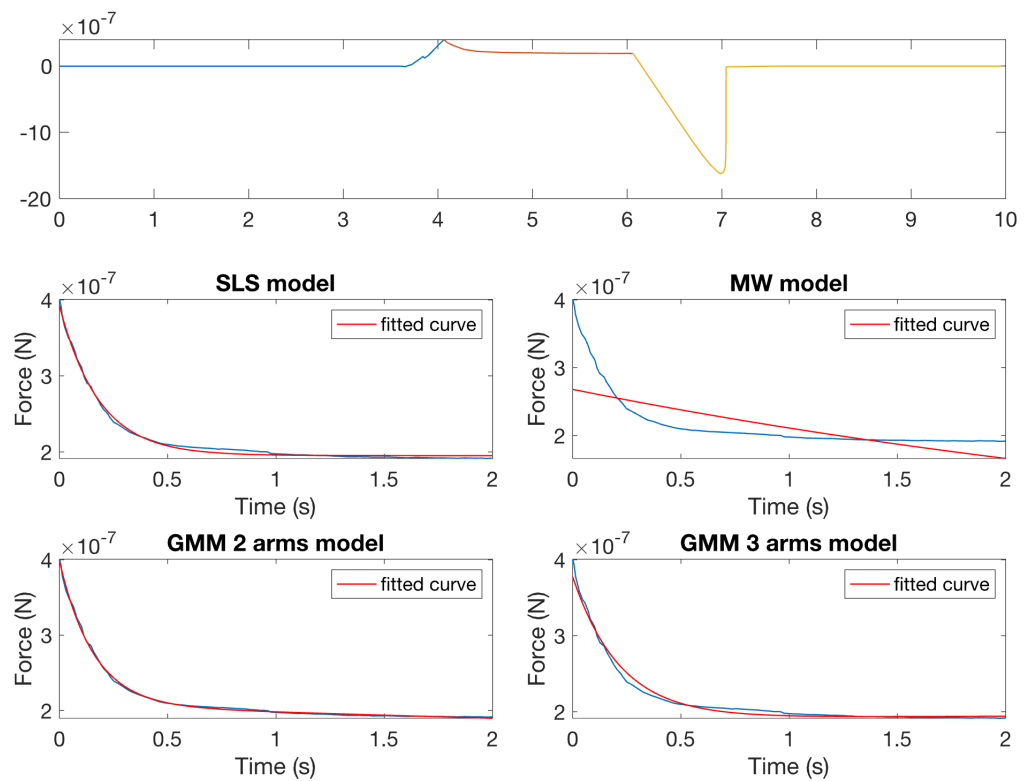 ×10-7
0
-10
-20
0 1 2 3 4 5 6 7 8 9 10
SLS model
×10-7
4
3
2
Force (N)
fitted curve
0 0.5 1 1.5 2
Time (s)
MW model
×10-7
4
3
2
Force (N)
fitted curve
0 0.5 1 1.5 2
Time (s)
GMM 2 arms model
×10-7
4
3
2
Force (N)
fitted curve
0 0.5 1 1.5 2
Time (s)
GMM 3 arms model
×10-7
4
3
2
Force (N)
fitted curve
0 0.5 1 1.5 2
Time (s)